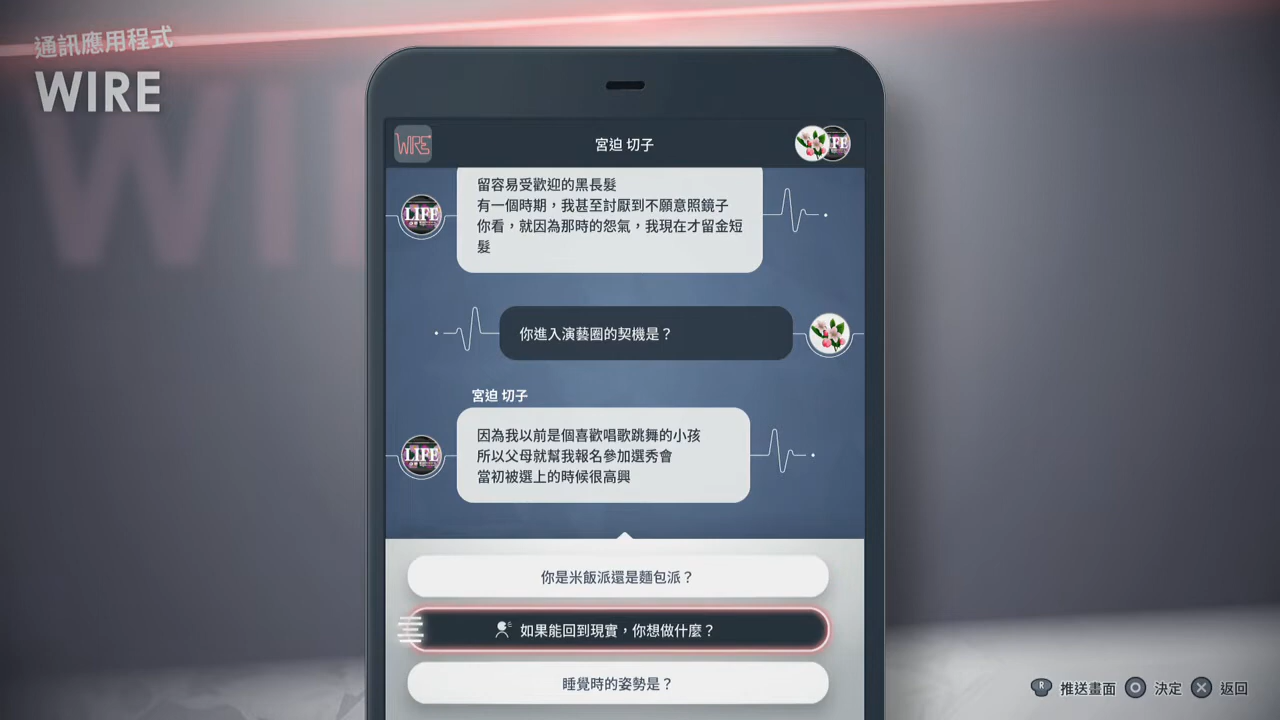 通訊應用程式
WIRE
WIRE
宮迫 切子
留容易受歡迎的黑長髮
有一個時期，我甚至討厭到不願意照鏡子
你看，就因為那時的怨氣，我現在才留金短
髮
LIFE
你進入演藝圈的契機是？
宮迫 切子
因為我以前是個喜歡唱歌跳舞的小孩
所以父母就幫我報名參加選秀會
當初被選上的時候很高興
LIFE
你是米飯派還是麵包派？
如果能回到現實，你想做什麼？
睡覺時的姿勢是？
R 推送畫面 決定 返回